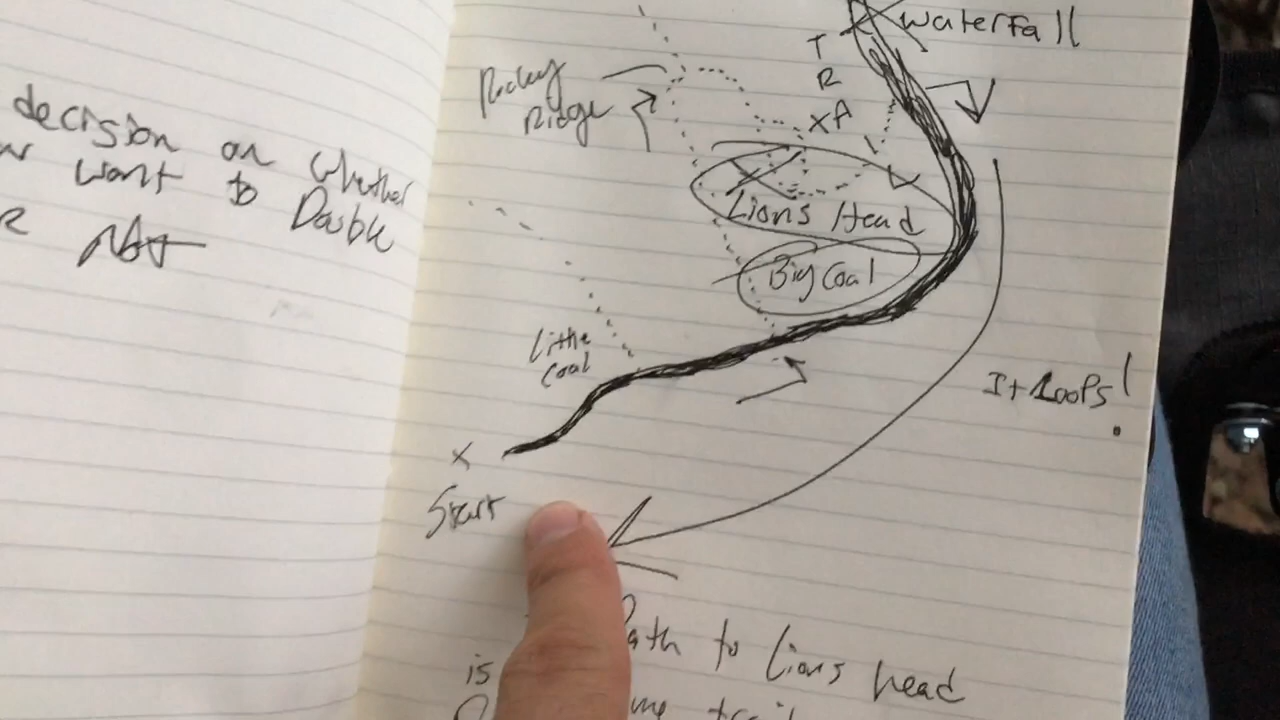 decision on whether
want to Double
Not
Waterfall
T
R
A
X
Rocky
Ridge
Lions Head
Big Coal
Little
Coal
It Loops!
X
Start
to Lions head
is